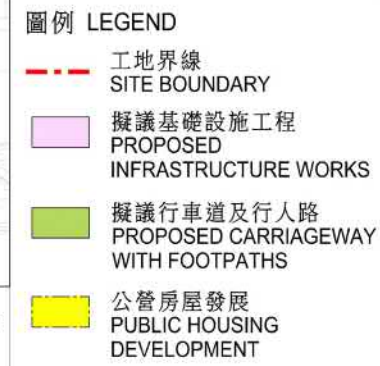 圖例 LEGEND
工地界線
SITE BOUNDARY
擬議基礎設施工程
PROPOSED
INFRASTRUCTURE WORKS
擬議行車道及行人路
PROPOSED CARRIAGEWAY
WITH FOOTPATHS
公營房屋發展
PUBLIC HOUSING
DEVELOPMENT